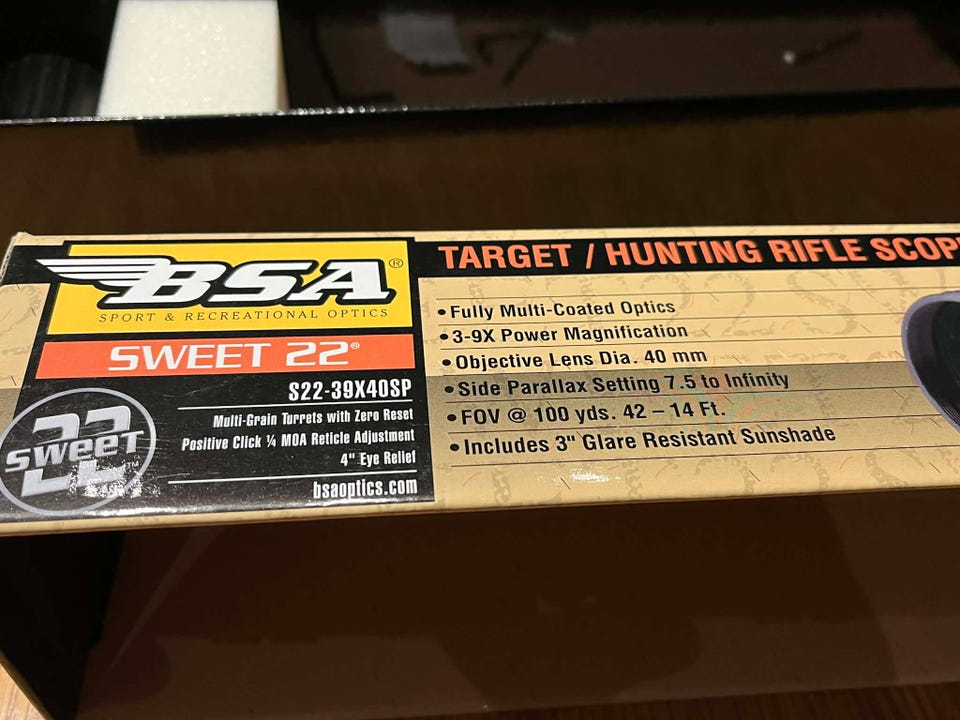 BSA®
SPORT & RECREATIONAL OPTICS
SWEET 22®
S22-39X40SP
Multi-Grain Turrets with Zero Reset
Positive Click ¼ MOA Reticle Adjustment
4" Eye Relief
bsaoptics.com
22
SWEET
TM
TARGET / HUNTING RIFLE SCOP
• Fully Multi-Coated Optics
• 3-9X Power Magnification
• Objective Lens Dia. 40 mm
• Side Parallax Setting 7.5 to Infinity
• FOV @ 100 yds. 42 – 14 Ft.
• Includes 3" Glare Resistant Sunshade